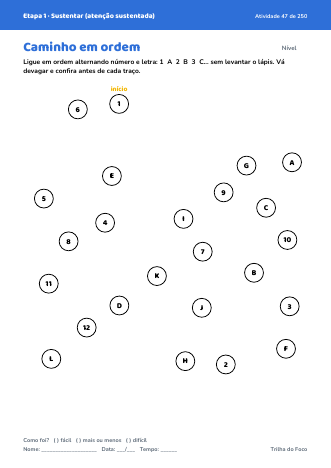 Etapa 1 · Sustentar (atenção sustentada)
Atividade 47 de 250
Caminho em ordem
Nível
Ligue em ordem alternando número e letra: 1 A 2 B 3 C... sem levantar o lápis. Vá
devagar e confira antes de cada traço.
Início
6
1
G
A
E
9
5
C
I
4
8
10
7
K
B
11
D
J
3
12
F
L
H
2
Como foi? ( ) fácil ( ) mais ou menos ( ) difícil
Nome: ____________________ Data: ___/___ Tempo: ______
Trilha do Foco